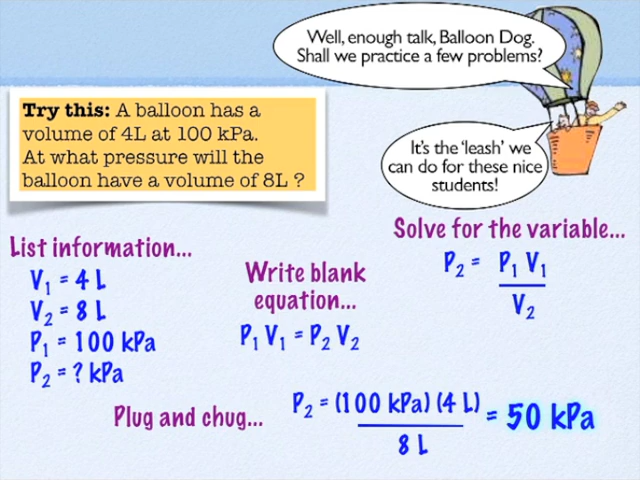 Well, enough talk, Balloon Dog.
Shall we practice a few problems?
Try this: A balloon has a
volume of 4L at 100 kPa.
At what pressure will the
balloon have a volume of 8L ?
It's the 'leash' we
can do for these nice
students!
List information...
V₁ = 4 L
V₂ = 8 L
P₁ = 100 kPa
P₂ = ? kPa
Write blank
equation...
P₁ V₁ = P₂ V₂
Solve for the variable...
P₂ = P₁ V₁
V₂
Plug and chug...
P₂ = (100 kPa) (4 L) = 50 kPa
8 L